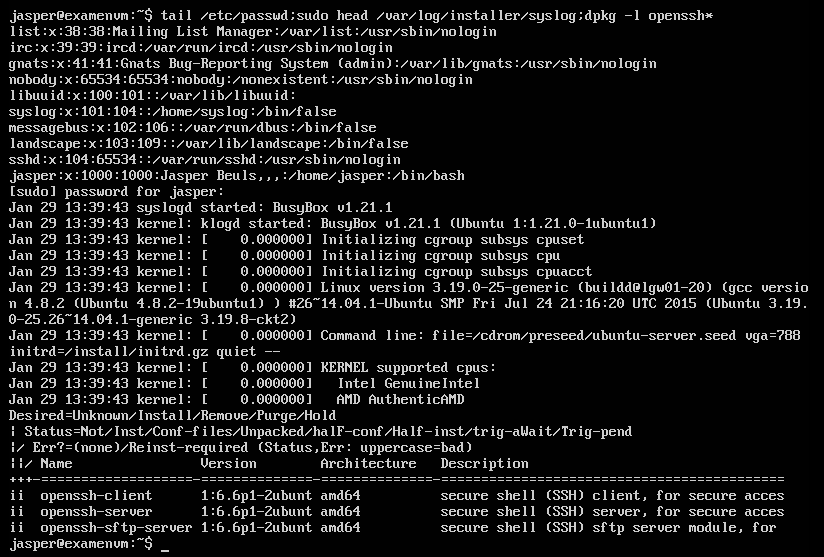 jasper@examenvm:~$ tail /etc/passwd;sudo head /var/log/installer/syslog;dpkg -l openssh*
list:x:38:38:Mailing List Manager:/var/list:/usr/sbin/nologin
irc:x:39:39:ircd:/var/run/ircd:/usr/sbin/nologin
gnats:x:41:41:Gnats Bug-Reporting System (admin):/var/lib/gnats:/usr/sbin/nologin
nobody:x:65534:65534:nobody:/nonexistent:/usr/sbin/nologin
libuuid:x:100:101::/var/lib/libuuid:
syslog:x:101:104::/home/syslog:/bin/false
messagebus:x:102:106::/var/run/dbus:/bin/false
landscape:x:103:109::/var/lib/landscape:/bin/false
sshd:x:104:65534::/var/run/sshd:/usr/sbin/nologin
jasper:x:1000:1000:Jasper Beuls,,,:/home/jasper:/bin/bash
[sudo] password for jasper:
Jan 29 13:39:43 syslogd started: BusyBox v1.21.1
Jan 29 13:39:43 kernel: klogd started: BusyBox v1.21.1 (Ubuntu 1:1.21.0-1ubuntu1)
Jan 29 13:39:43 kernel: [    0.000000] Initializing cgroup subsys cpuset
Jan 29 13:39:43 kernel: [    0.000000] Initializing cgroup subsys cpu
Jan 29 13:39:43 kernel: [    0.000000] Initializing cgroup subsys cpuacct
Jan 29 13:39:43 kernel: [    0.000000] Linux version 3.19.0-25-generic (buildd@lgw01-20) (gcc versio
n 4.8.2 (Ubuntu 4.8.2-19ubuntu1) ) #26~14.04.1-Ubuntu SMP Fri Jul 24 21:16:20 UTC 2015 (Ubuntu 3.19.
0-25.26~14.04.1-generic 3.19.8-ckt2)
Jan 29 13:39:43 kernel: [    0.000000] Command line: file=/cdrom/preseed/ubuntu-server.seed vga=788
initrd=/install/initrd.gz quiet --
Jan 29 13:39:43 kernel: [    0.000000] KERNEL supported cpus:
Jan 29 13:39:43 kernel: [    0.000000]   Intel GenuineIntel
Jan 29 13:39:43 kernel: [    0.000000]   AMD AuthenticAMD
Desired=Unknown/Install/Remove/Purge/Hold
| Status=Not/Inst/Conf-files/Unpacked/halF-conf/Half-inst/trig-aWait/Trig-pend
|/ Err?=(none)/Reinst-required (Status,Err: uppercase=bad)
||/ Name                Version        Architecture   Description
+++-===================-==============-==============-===========================================
ii  openssh-client      1:6.6p1-2ubunt amd64          secure shell (SSH) client, for secure acces
ii  openssh-server      1:6.6p1-2ubunt amd64          secure shell (SSH) server, for secure acces
ii  openssh-sftp-server 1:6.6p1-2ubunt amd64          secure shell (SSH) sftp server module, for
jasper@examenvm:~$ _